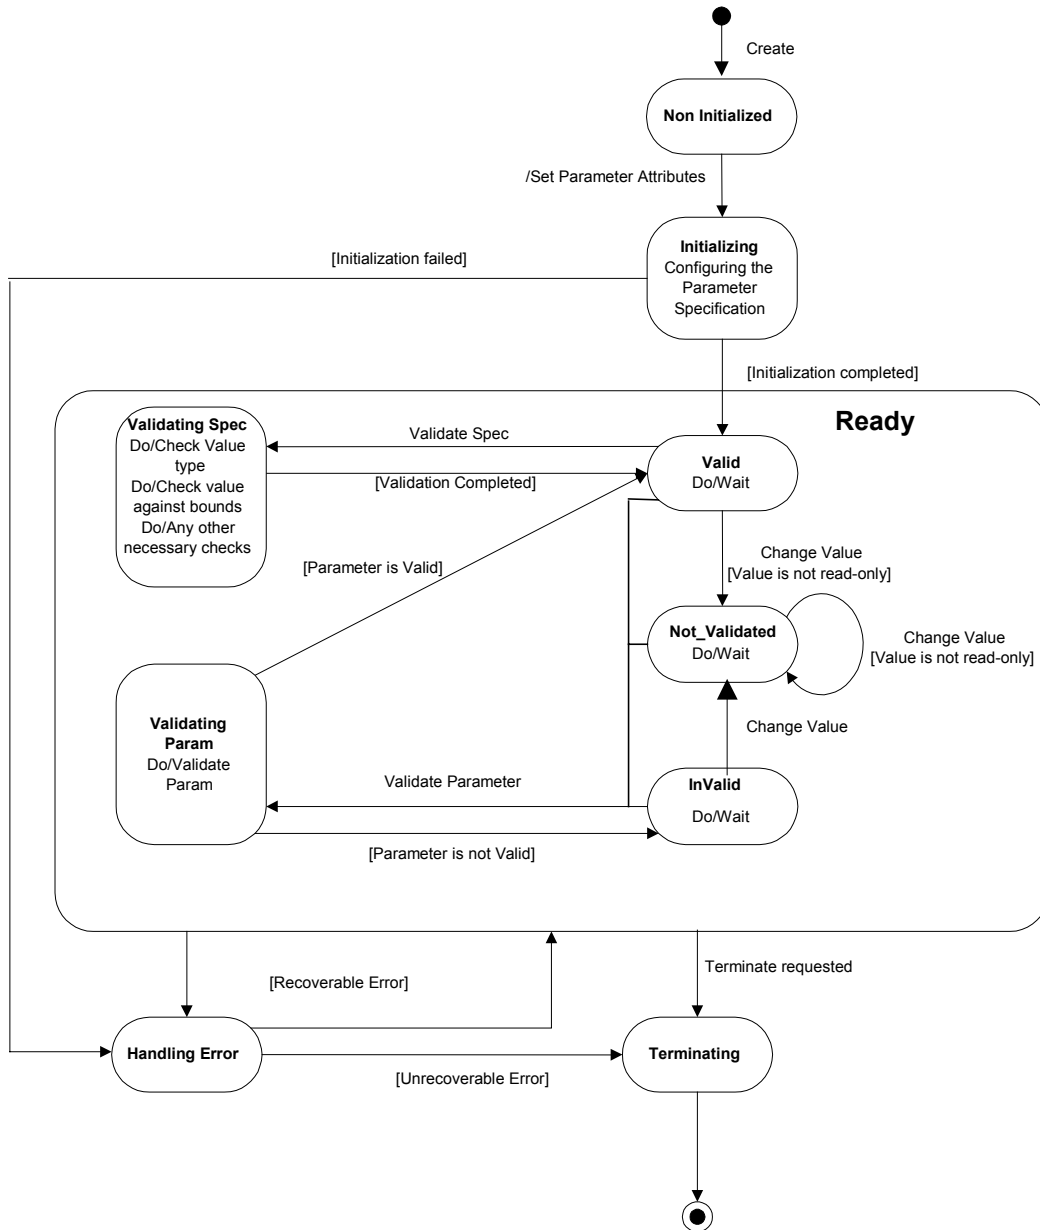 Create
Non Initialized
/Set Parameter Attributes
Initializing
Configuring the
Parameter
Specification
[Initialization failed]
[Initialization completed]
Ready
Validating Spec
Do/Check Value
type
Do/Check value
against bounds
Do/Any other
necessary checks
Validate Spec
[Validation Completed]
Valid
Do/Wait
[Parameter is Valid]
Change Value
[Value is not read-only]
Not_Validated
Do/Wait
Change Value
[Value is not read-only]
Validating
Param
Do/Validate
Param
Change Value
Validate Parameter
InValid
Do/Wait
[Parameter is not Valid]
[Recoverable Error]
Terminate requested
Handling Error
[Unrecoverable Error]
Terminating